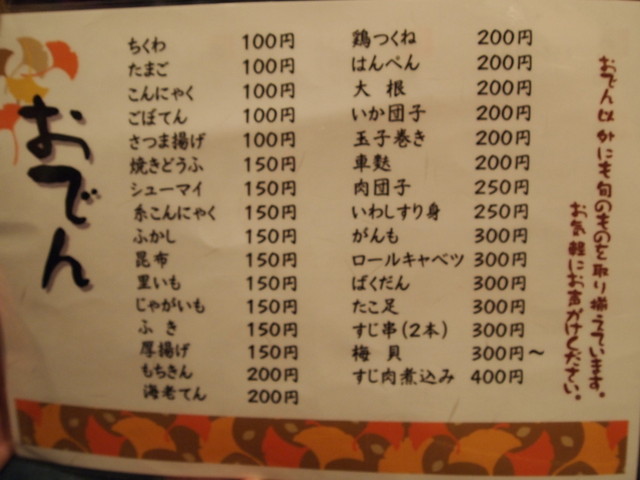 おでん
ちくわ 100円
たまご 100円
こんにゃく 100円
ごぼてん 100円
さつま揚げ 100円
焼きどうふ 150円
シューマイ 150円
糸こんにゃく 150円
ふかし 150円
昆布 150円
里いも 150円
じゃがいも 150円
ふき 150円
厚揚げ 150円
もちきん 200円
海老てん 200円
鶏つくね 200円
はんぺん 200円
大根 200円
いか団子 200円
玉子巻き 200円
車麩 200円
肉団子 250円
いわしすり身 250円
がんも 300円
ロールキャベツ 300円
ばくだん 300円
たこ足 300円
すじ串(2本) 300円
梅貝 300円~
すじ肉煮込み 400円
おでん以外にも旬のものを取り揃えています。
お気軽にお声がけください。